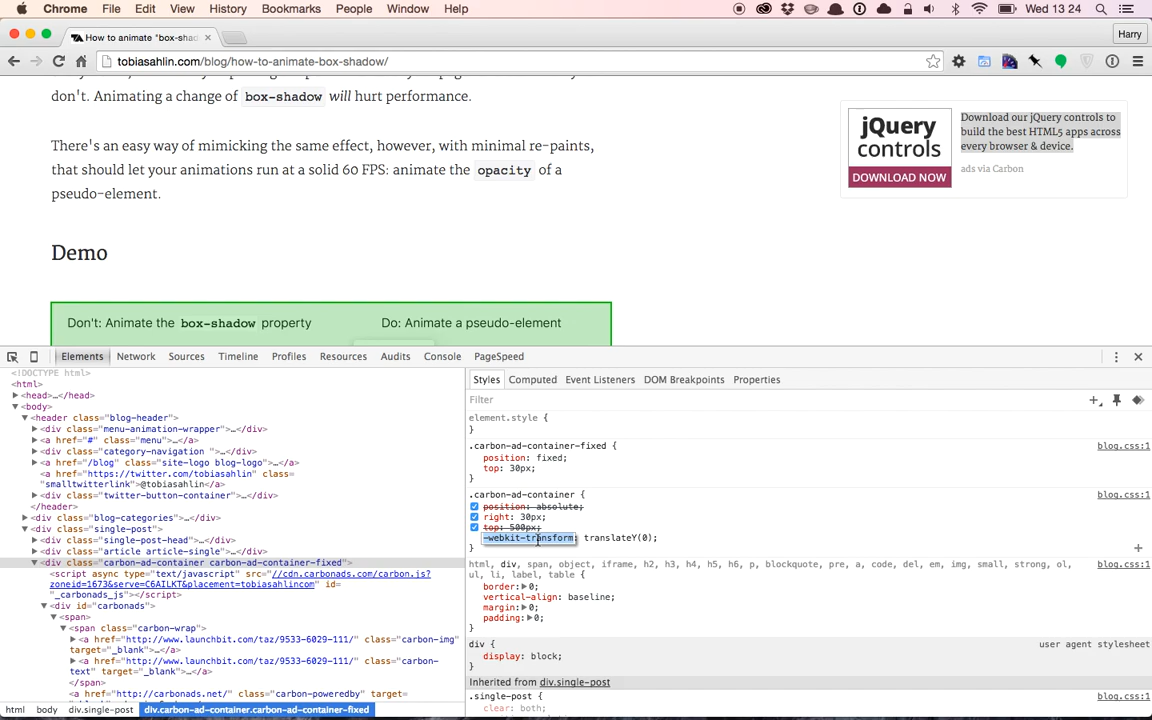 Chrome File Edit View History Bookmarks People Window Help Wed 13 24
How to animate "box-shad Harry
tobiasahlin.com/blog/how-to-animate-box-shadow/
don't. Animating a change of box-shadow will hurt performance.
There's an easy way of mimicking the same effect, however, with minimal re-paints,
that should let your animations run at a solid 60 FPS: animate the opacity of a
pseudo-element.
jQuery
controls
DOWNLOAD NOW
Download our jQuery controls to
build the best HTML5 apps across
every browser & device.
ads via Carbon
Demo
Don't: Animate the box-shadow property Do: Animate a pseudo-element
Elements Network Sources Timeline Profiles Resources Audits Console PageSpeed
<!DOCTYPE html>
<html>
<head>…</head>
<body>
<header class="blog-header">
<div class="menu-animation-wrapper">…</div>
<a href="#" class="menu">…</a>
<div class="category-navigation ">…</div>
<a href="/blog" class="site-logo blog-logo">…</a>
<a href="https://twitter.com/tobiasahlin" class=
"smalltwitterlink">@tobiasahlin</a>
<div class="twitter-button-container">…</div>
</header>
<div class="blog-categories">…</div>
<div class="single-post">
<div class="single-post-head">…</div>
<article class="article-single">…</article>
<div class="carbon-ad-container carbon-ad-container-fixed">
<script async type="text/javascript" src="//cdn.carbonads.com/carbon.js?
zoneid=1673&serve=C6AILKT&placement=tobiasahlincom" id=
"_carbonads_js"></script>
<div id="carbonads">
<span>
<span class="carbon-wrap">
<a href="http://www.launchbit.com/taz/9533-6029-111/" class="carbon-img"
target="_blank">…</a>
<a href="http://www.launchbit.com/taz/9533-6029-111/" class="carbon-
text" target="_blank">…</a>
</span>
<a href="http://carbonads.net/" class="carbon-poweredby" target=
html body div.single-post div.carbon-ad-container.carbon-ad-container-fixed
Styles Computed Event Listeners DOM Breakpoints Properties
Filter
element.style {
}
.carbon-ad-container-fixed { blog.css:1
position: fixed;
top: 30px;
}
.carbon-ad-container { blog.css:1
position: absolute;
right: 30px;
top: 500px;
-webkit-transform: translateY(0);
}
html, div, span, object, iframe, h2, h3, h4, h5, h6, p, blockquote, pre, a, code, del, em, img, small, strong, ol, blog.css:1
ul, li, label, table {
border: 0;
vertical-align: baseline;
margin: 0;
padding: 0;
}
div { user agent stylesheet
display: block;
}
Inherited from div.single-post
.single-post { blog.css:1
clear: both;